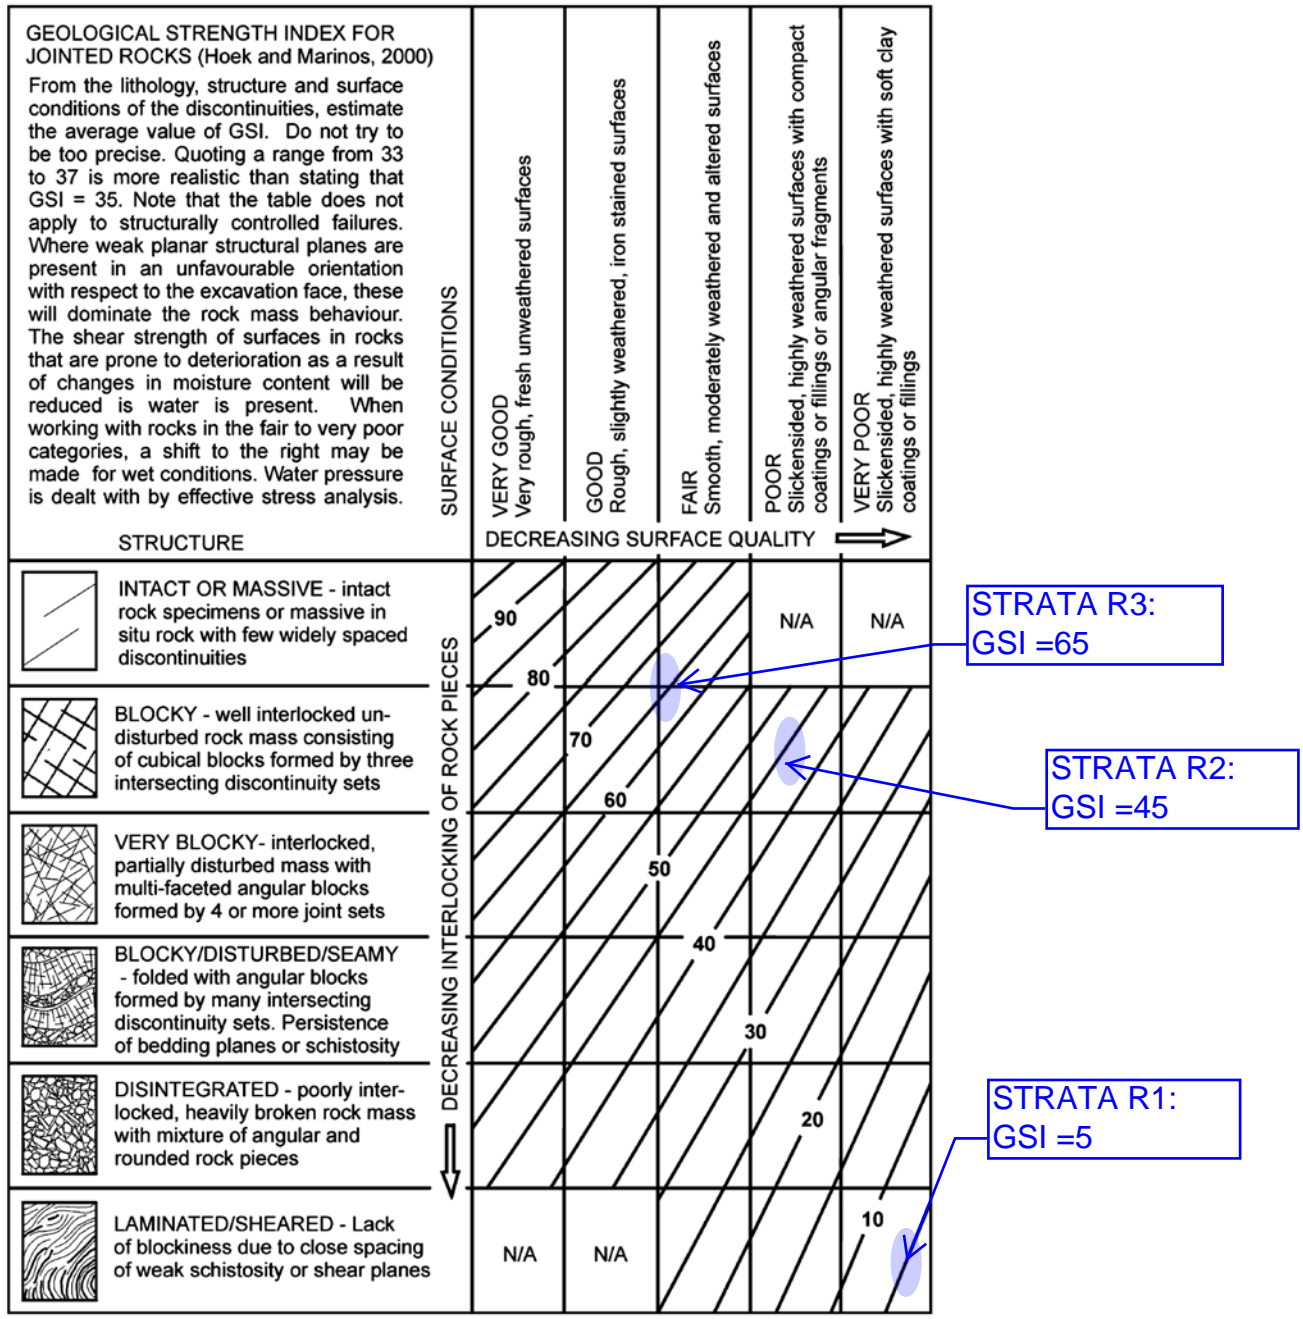 GEOLOGICAL STRENGTH INDEX FOR
JOINTED ROCKS (Hoek and Marinos, 2000)
From the lithology, structure and surface
conditions of the discontinuities, estimate
the average value of GSI. Do not try to
be too precise. Quoting a range from 33
to 37 is more realistic than stating that
GSI = 35. Note that the table does not
apply to structurally controlled failures.
Where weak planar structural planes are
present in an unfavourable orientation
with respect to the excavation face, these
will dominate the rock mass behaviour.
The shear strength of surfaces in rocks
that are prone to deterioration as a result
of changes in moisture content will be
reduced is water is present. When
working with rocks in the fair to very poor
categories, a shift to the right may be
made for wet conditions. Water pressure
is dealt with by effective stress analysis.
STRUCTURE
SURFACE CONDITIONS
VERY GOOD
Very rough, fresh unweathered surfaces
GOOD
Rough, slightly weathered, iron stained surfaces
FAIR
Smooth, moderately weathered and altered surfaces
POOR
Slickensided, highly weathered surfaces with compact
coatings or fillings or angular fragments
VERY POOR
Slickensided, highly weathered surfaces with soft clay
coatings or fillings
DECREASING SURFACE QUALITY
DECREASING INTERLOCKING OF ROCK PIECES
INTACT OR MASSIVE - intact
rock specimens or massive in
situ rock with few widely spaced
discontinuities
BLOCKY - well interlocked un-
disturbed rock mass consisting
of cubical blocks formed by three
intersecting discontinuity sets
VERY BLOCKY- interlocked,
partially disturbed mass with
multi-faceted angular blocks
formed by 4 or more joint sets
BLOCKY/DISTURBED/SEAMY
- folded with angular blocks
formed by many intersecting
discontinuity sets. Persistence
of bedding planes or schistosity
DISINTEGRATED - poorly inter-
locked, heavily broken rock mass
with mixture of angular and
rounded rock pieces
LAMINATED/SHEARED - Lack
of blockiness due to close spacing
of weak schistosity or shear planes
90
N/A
N/A
80
70
60
50
40
30
20
10
N/A
N/A
STRATA R3:
GSI =65
STRATA R2:
GSI =45
STRATA R1:
GSI =5